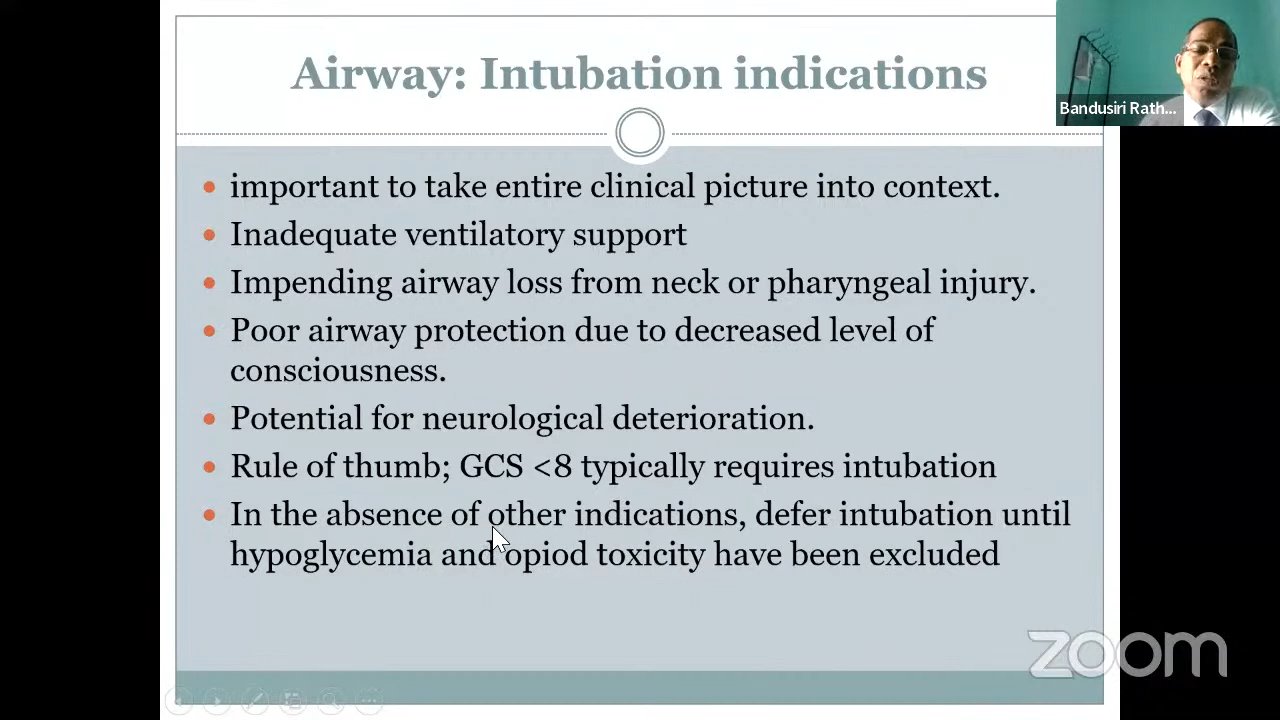 Airway: Intubation indications
Bandusiri Rath...
important to take entire clinical picture into context.
Inadequate ventilatory support
Impending airway loss from neck or pharyngeal injury.
Poor airway protection due to decreased level of
consciousness.
Potential for neurological deterioration.
Rule of thumb; GCS <8 typically requires intubation
In the absence of other indications, defer intubation until
hypoglycemia and opiod toxicity have been excluded
zoom